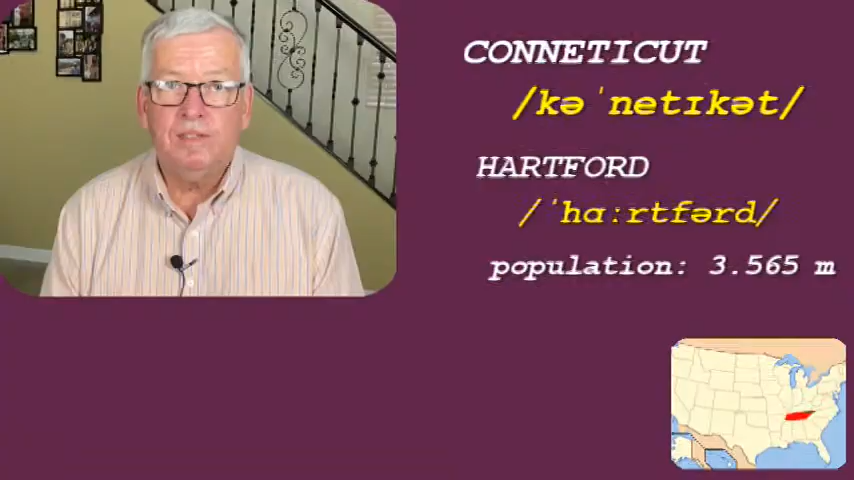 CONNETICUT
/kəˈnetɪkət/
HARTFORD
/ˈhɑːrtfərd/
population: 3.565 m